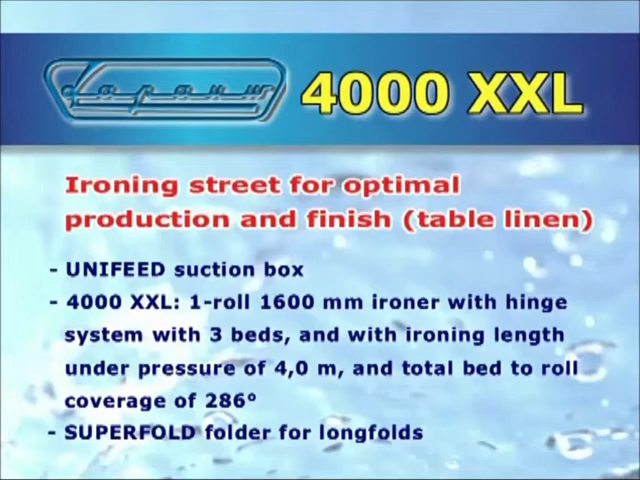 4000 XXL
Ironing street for optimal
production and finish (table linen)
- UNIFEED suction box
- 4000 XXL: 1-roll 1600 mm ironer with hinge
system with 3 beds, and with ironing length
under pressure of 4,0 m, and total bed to roll
coverage of 286°
- SUPERFOLD folder for longfolds